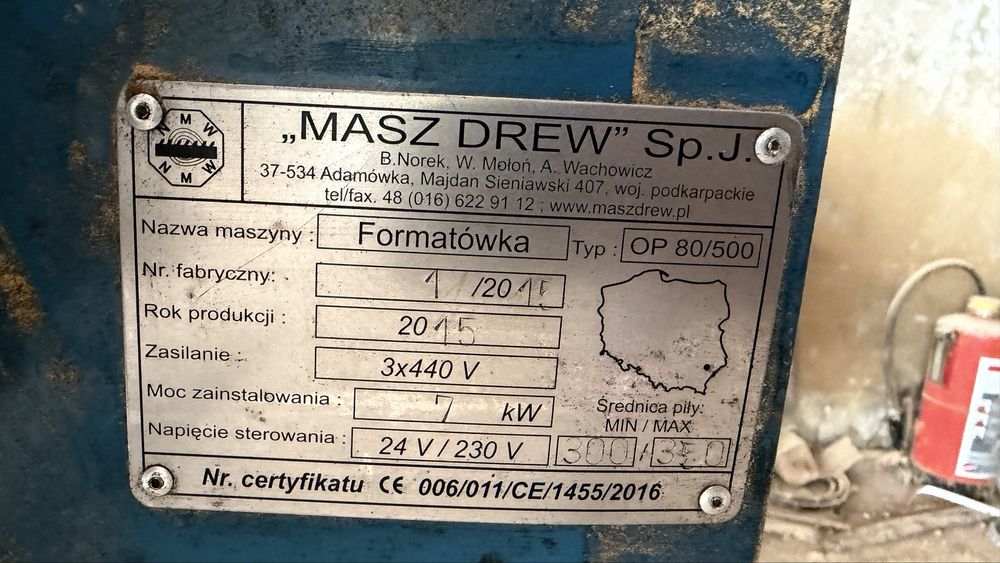 „MASZ DREW” Sp.J.
B.Norek, W. Mołoń, A. Wachowicz
37-534 Adamówka, Majdan Sieniawski 407, woj. podkarpackie
tel/fax. 48 (016) 622 91 12 ; www.maszdrew.pl
N M W
N M W
Nazwa maszyny : Formatówka Typ : OP 80/500
Nr. fabryczny: 1 /2015
Rok produkcji : 2015
Zasilanie : 3x440 V
Moc zainstalowania : 7 kW
Średnica piły:
MIN / MAX
Napięcie sterowania : 24 V / 230 V 300 / 350
Nr. certyfikatu CE 006/011/CE/1455/2016